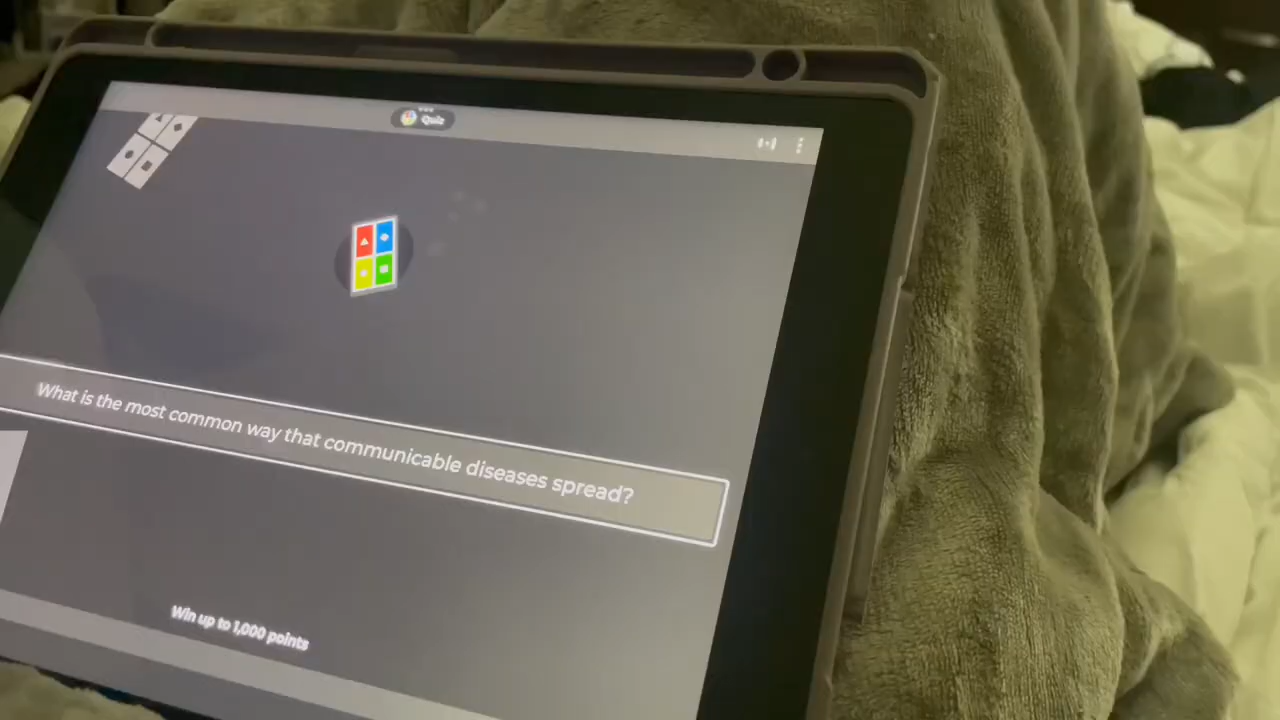 Quiz
What is the most common way that communicable diseases spread?
Win up to 1,000 points